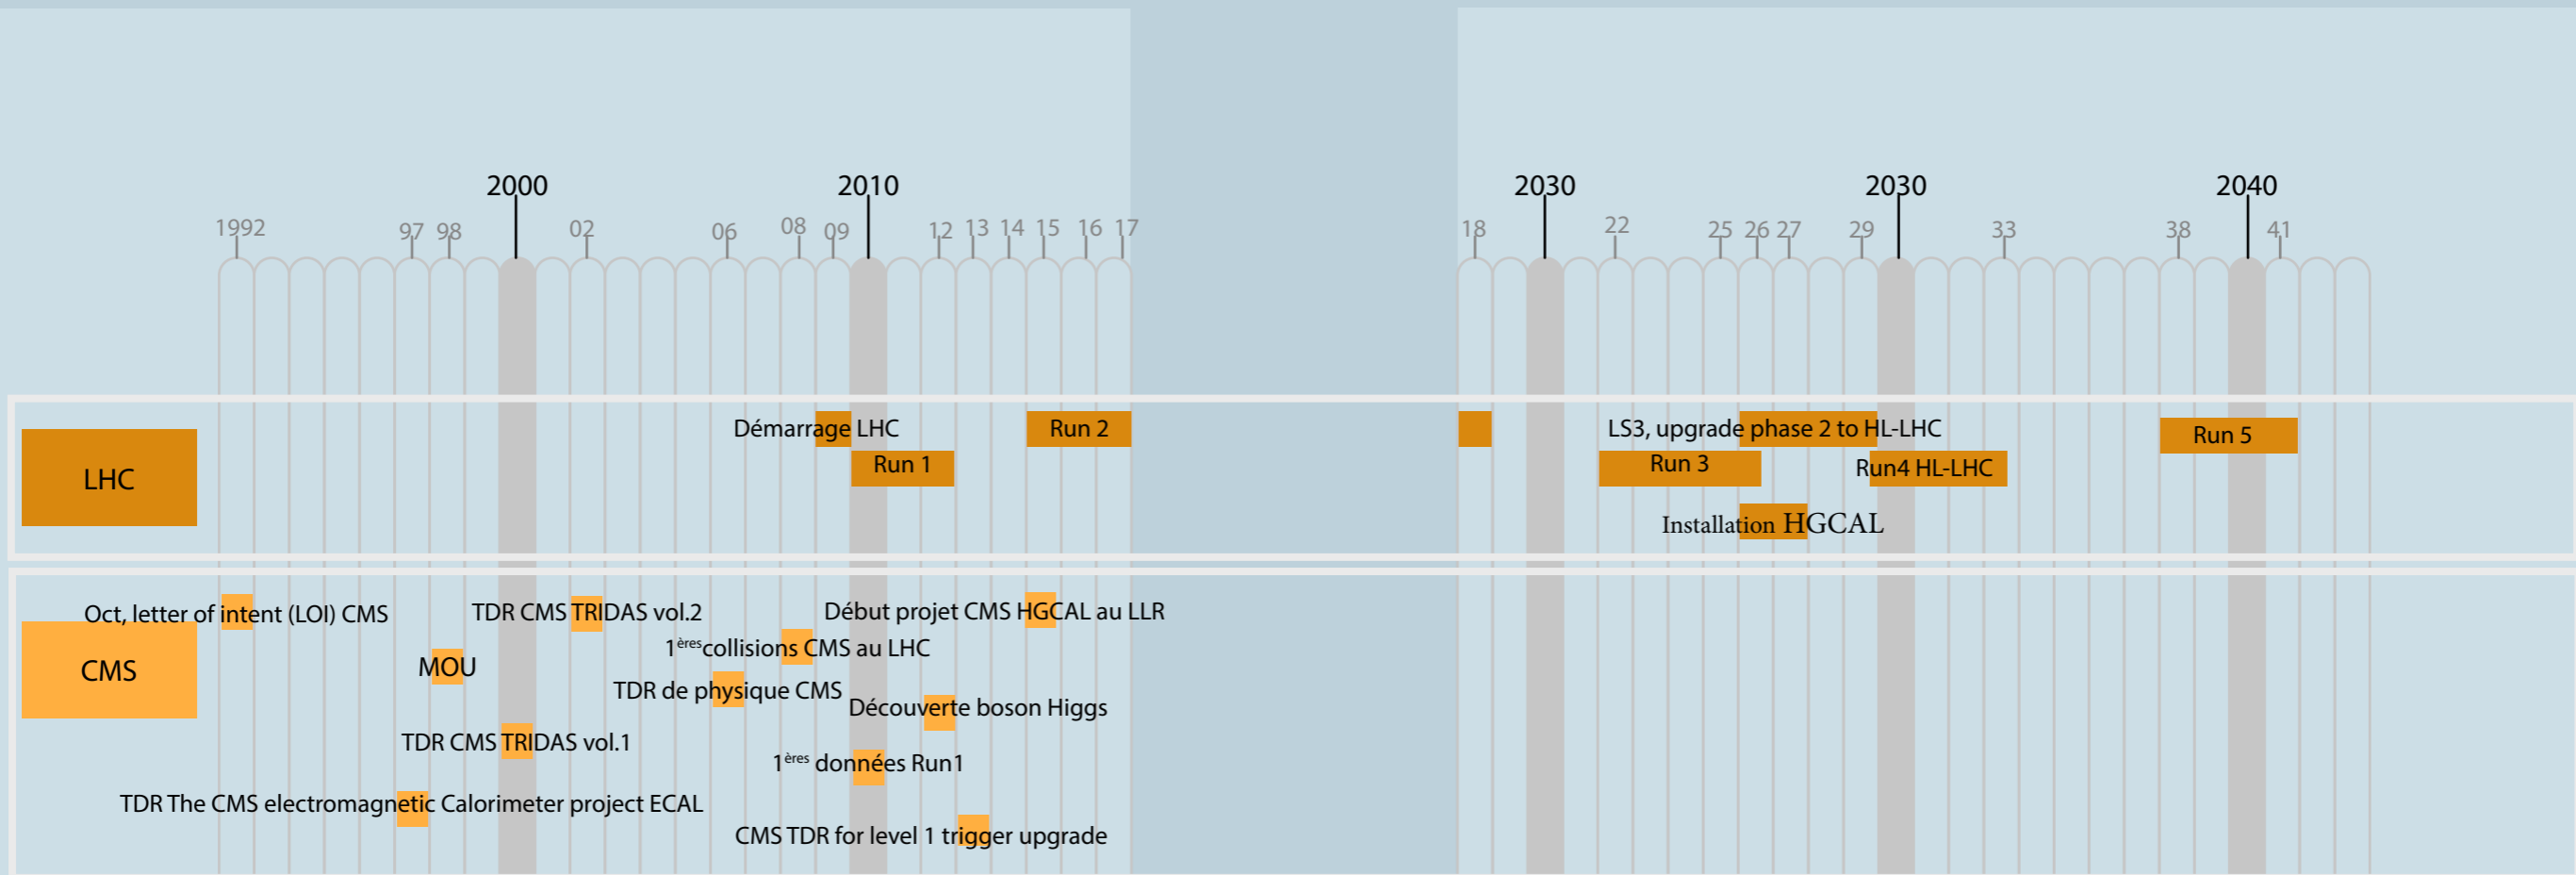 2000
2010
2030
2030
2040
1992
97
98
02
06
08
09
12
13
14
15
16
17
18
22
25
26
27
29
33
38
41
LHC
Démarrage LHC
Run 1
Run 2
LS3, upgrade phase 2 to HL-LHC
Run 3
Run4 HL-LHC
Run 5
Installation HGCAL
CMS
Oct, letter of intent (LOI) CMS
TDR CMS TRIDAS vol.2
Début projet CMS HGCAL au LLR
1ères collisions CMS au LHC
MOU
TDR de physique CMS
Découverte boson Higgs
TDR CMS TRIDAS vol.1
1ères données Run1
TDR The CMS electromagnetic Calorimeter project ECAL
CMS TDR for level 1 trigger upgrade